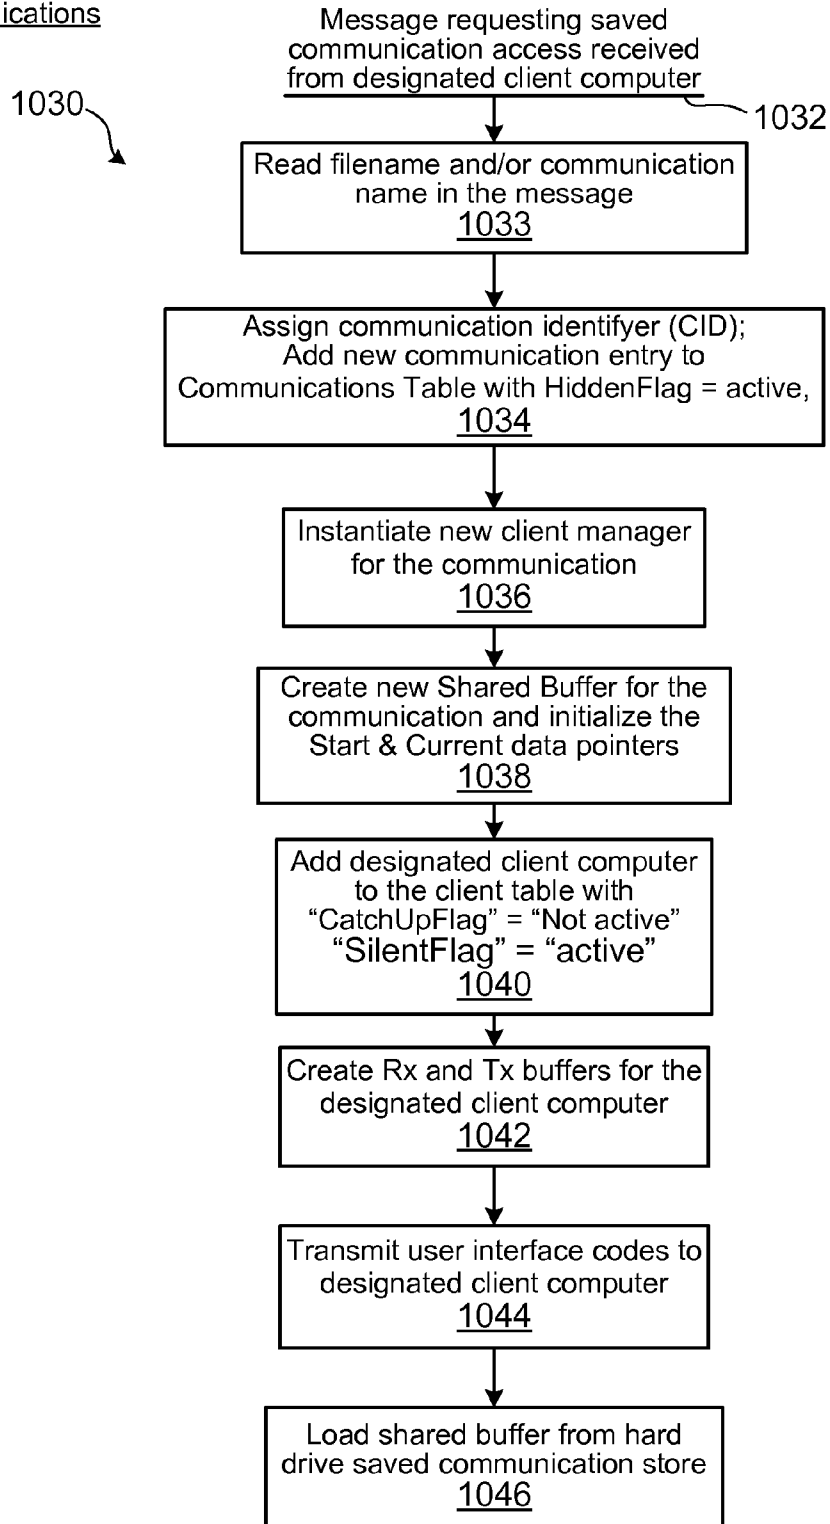 ications
Message requesting saved
communication access received
from designated client computer
1030
1032
Read filename and/or communication
name in the message
1033
Assign communication identifyer (CID);
Add new communication entry to
Communications Table with HiddenFlag = active,
1034
Instantiate new client manager
for the communication
1036
Create new Shared Buffer for the
communication and initialize the
Start & Current data pointers
1038
Add designated client computer
to the client table with
“CatchUpFlag” = “Not active”
“SilentFlag” = “active”
1040
Create Rx and Tx buffers for the
designated client computer
1042
Transmit user interface codes to
designated client computer
1044
Load shared buffer from hard
drive saved communication store
1046